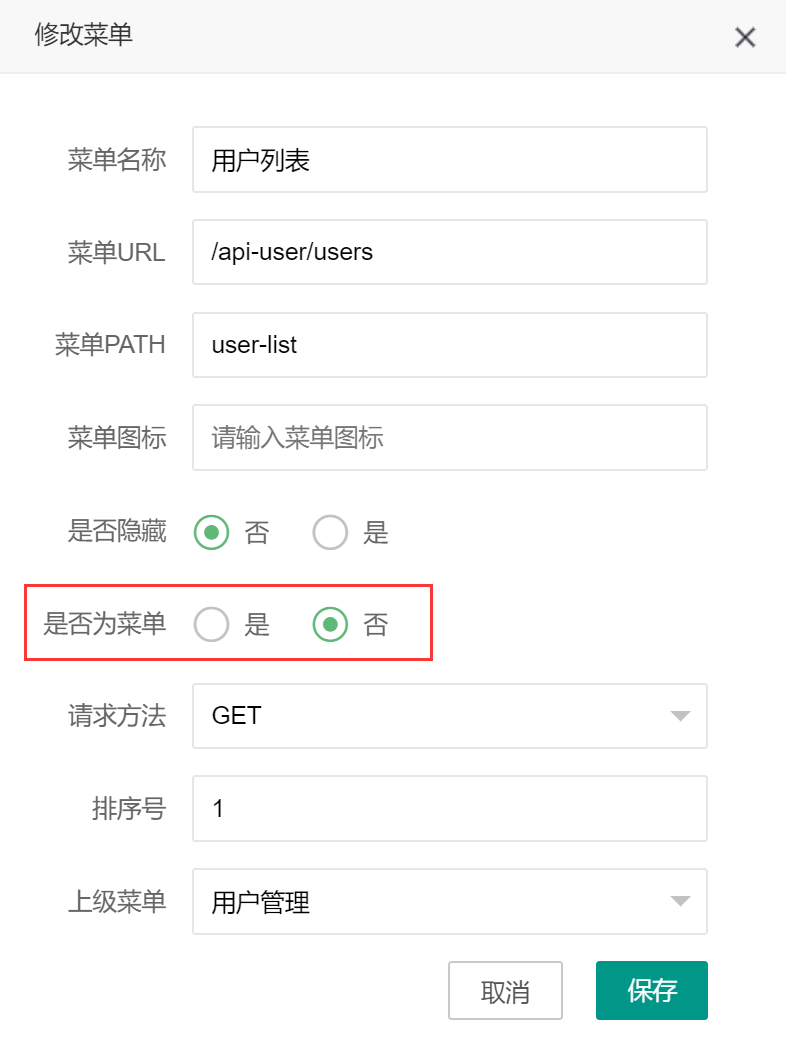 修改菜单
菜单名称 用户列表
菜单URL /api-user/users
菜单PATH user-list
菜单图标 请输入菜单图标
是否隐藏 否 是
是否为菜单 是 否
请求方法 GET
排序号 1
上级菜单 用户管理
取消 保存